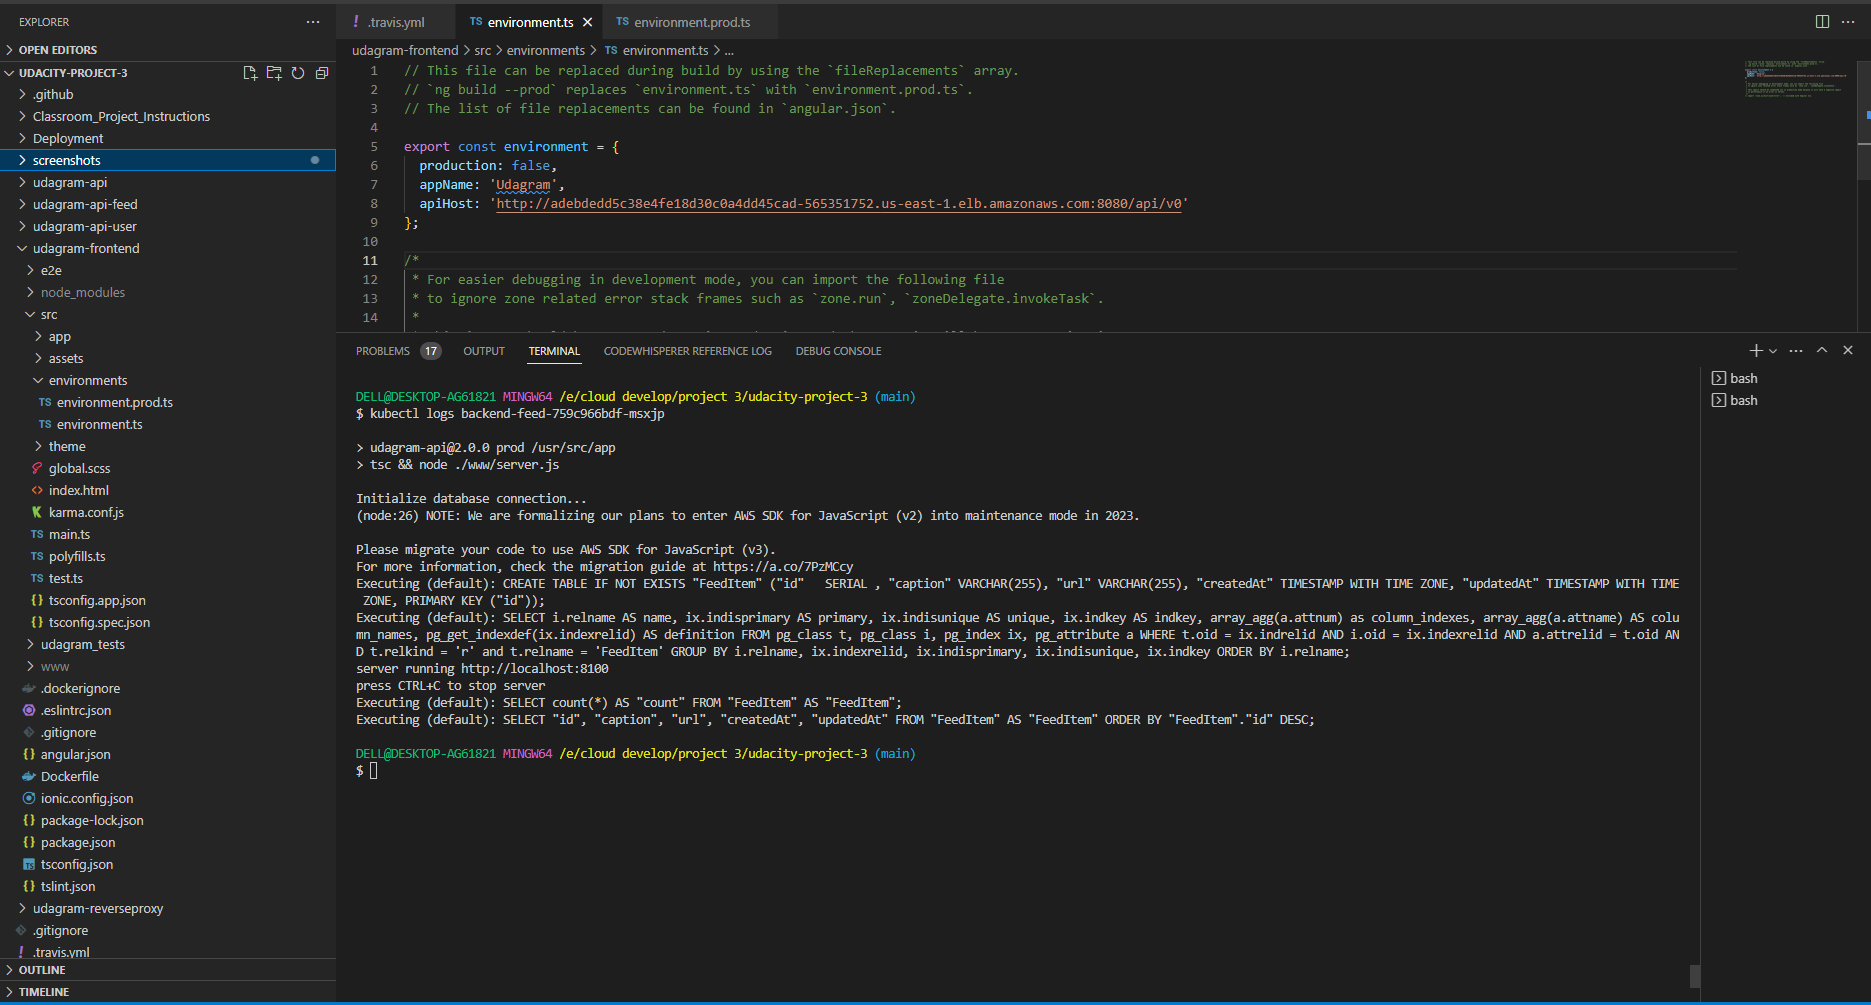 EXPLORER
OPEN EDITORS
UDACITY-PROJECT-3
.github
Classroom_Project_Instructions
Deployment
screenshots
udagram-api
udagram-api-feed
udagram-api-user
udagram-frontend
e2e
node_modules
src
app
assets
environments
TS environment.prod.ts
TS environment.ts
theme
global.scss
<> index.html
karma.conf.js
TS main.ts
TS polyfills.ts
TS test.ts
{} tsconfig.app.json
{} tsconfig.spec.json
udagram_tests
www
.dockerignore
.eslintrc.json
.gitignore
{} angular.json
Dockerfile
ionic.config.json
{} package-lock.json
{} package.json
tsconfig.json
{} tslint.json
udagram-reverseproxy
.gitignore
! .travis.yml
OUTLINE
TIMELINE
! .travis.yml
TS environment.ts
TS environment.prod.ts
udagram-frontend > src > environments > TS environment.ts > ...
1 // This file can be replaced during build by using the `fileReplacements` array.
2 // `ng build --prod` replaces `environment.ts` with `environment.prod.ts`.
3 // The list of file replacements can be found in `angular.json`.
4
5 export const environment = {
6 production: false,
7 appName: 'Udagram',
8 apiHost: 'http://adebdedd5c38e4fe18d30c0a4dd45cad-565351752.us-east-1.elb.amazonaws.com:8080/api/v0'
9 };
10
11 /*
12 * For easier debugging in development mode, you can import the following file
13 * to ignore zone related error stack frames such as `zone.run`, `zoneDelegate.invokeTask`.
14 *
PROBLEMS 17 OUTPUT TERMINAL CODEWHISPERER REFERENCE LOG DEBUG CONSOLE
DELL@DESKTOP-AG61821 MINGW64 /e/cloud develop/project 3/udacity-project-3 (main)
$ kubectl logs backend-feed-759c966bdf-msxjp
> udagram-api@2.0.0 prod /usr/src/app
> tsc && node ./www/server.js
Initialize database connection...
(node:26) NOTE: We are formalizing our plans to enter AWS SDK for JavaScript (v2) into maintenance mode in 2023.
Please migrate your code to use AWS SDK for JavaScript (v3).
For more information, check the migration guide at https://a.co/7PzMCcy
Executing (default): CREATE TABLE IF NOT EXISTS "FeedItem" ("id"   SERIAL , "caption" VARCHAR(255), "url" VARCHAR(255), "createdAt" TIMESTAMP WITH TIME ZONE, "updatedAt" TIMESTAMP WITH TIME
ZONE, PRIMARY KEY ("id"));
Executing (default): SELECT i.relname AS name, ix.indisprimary AS primary, ix.indisunique AS unique, ix.indkey AS indkey, array_agg(a.attnum) as column_indexes, array_agg(a.attname) AS colu
mn_names, pg_get_indexdef(ix.indexrelid) AS definition FROM pg_class t, pg_class i, pg_index ix, pg_attribute a WHERE t.oid = ix.indrelid AND i.oid = ix.indexrelid AND a.attrelid = t.oid AN
D t.relkind = 'r' and t.relname = 'FeedItem' GROUP BY i.relname, ix.indexrelid, ix.indisprimary, ix.indisunique, ix.indkey ORDER BY i.relname;
server running http://localhost:8100
press CTRL+C to stop server
Executing (default): SELECT count(*) AS "count" FROM "FeedItem" AS "FeedItem";
Executing (default): SELECT "id", "caption", "url", "createdAt", "updatedAt" FROM "FeedItem" AS "FeedItem" ORDER BY "FeedItem"."id" DESC;
DELL@DESKTOP-AG61821 MINGW64 /e/cloud develop/project 3/udacity-project-3 (main)
$
bash
bash